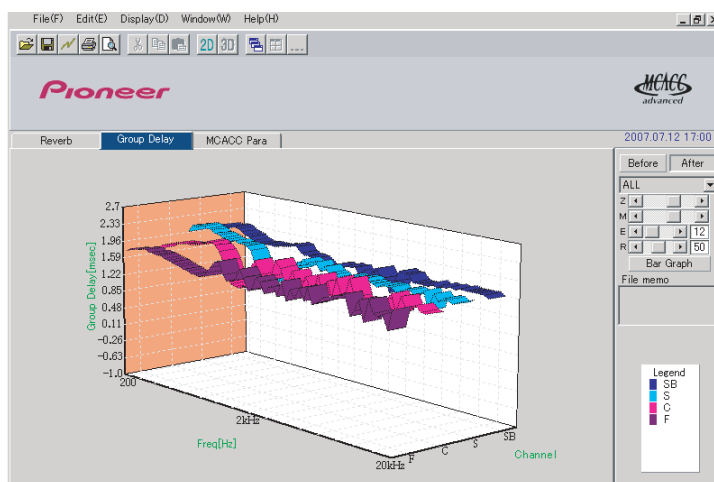 File(F) Edit(E) Display(D) Window(W) Help(H)
2D 3D ...
Pioneer
MCACC
advanced
Reverb Group Delay MCACC Para 2007.07.12 17:00
Before After
ALL
Z
M
E 12
R 50
Bar Graph
File memo
Group Delay[msec]
2.7
2.33
1.96
1.59
1.22
0.85
0.48
0.11
-0.26
-0.63
-1.0
200
2kHz
20kHz
Freq[Hz]
F C S SB
Channel
Legend
SB
S
C
F